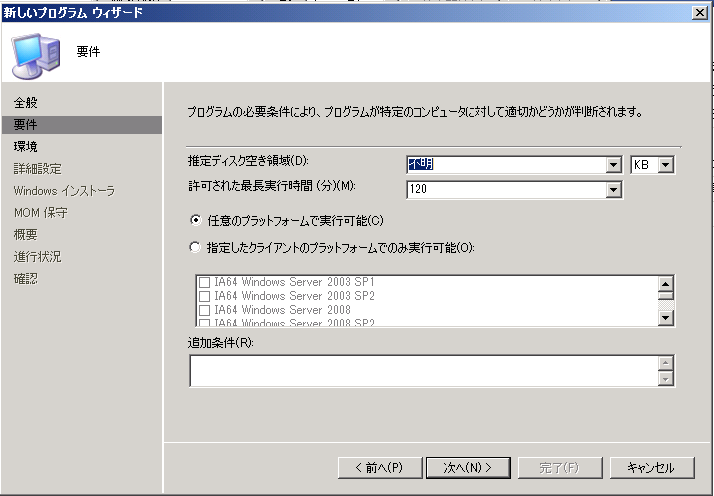 新しいプログラム ウィザード
要件
全般
要件
環境
詳細設定
Windows インストーラ
MOM 保守
概要
進行状況
確認
プログラムの必要条件により、プログラムが特定のコンピュータに対して適切かどうかが判断されます。
推定ディスク空き領域(D):
不明
KB
許可された最長実行時間 (分)(M):
120
任意のプラットフォームで実行可能(C)
指定したクライアントのプラットフォームでのみ実行可能(O):
IA64 Windows Server 2003 SP1
IA64 Windows Server 2003 SP2
IA64 Windows Server 2008
IA64 Windows Server 2008 SP2
追加条件(R):
< 前へ(P)
次へ(N) >
完了(F)
キャンセル